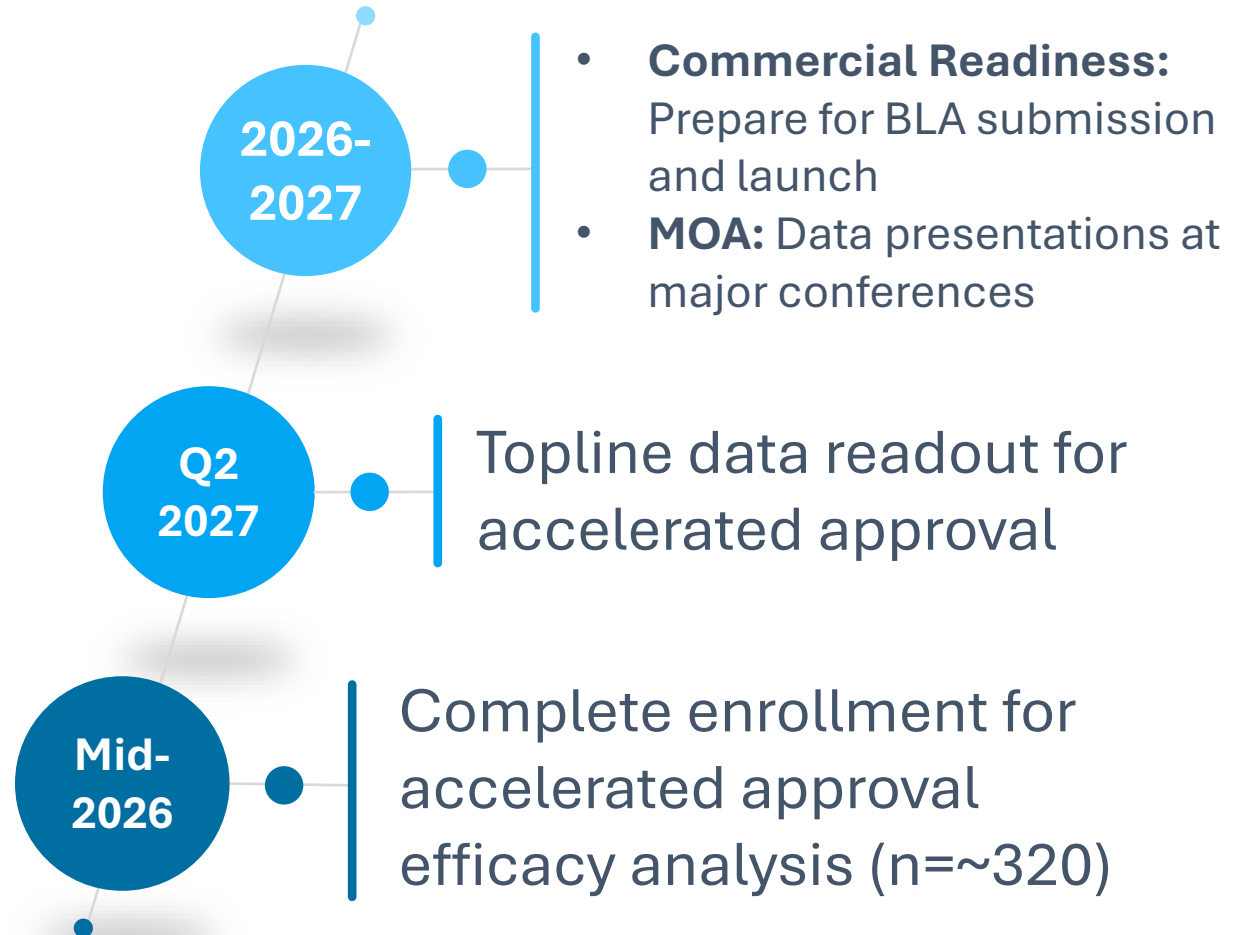 2026-
2027
• Commercial Readiness:
Prepare for BLA submission
and launch
• MOA: Data presentations at
major conferences
Q2
2027
Topline data readout for
accelerated approval
Mid-
2026
Complete enrollment for
accelerated approval
efficacy analysis (n=~320)